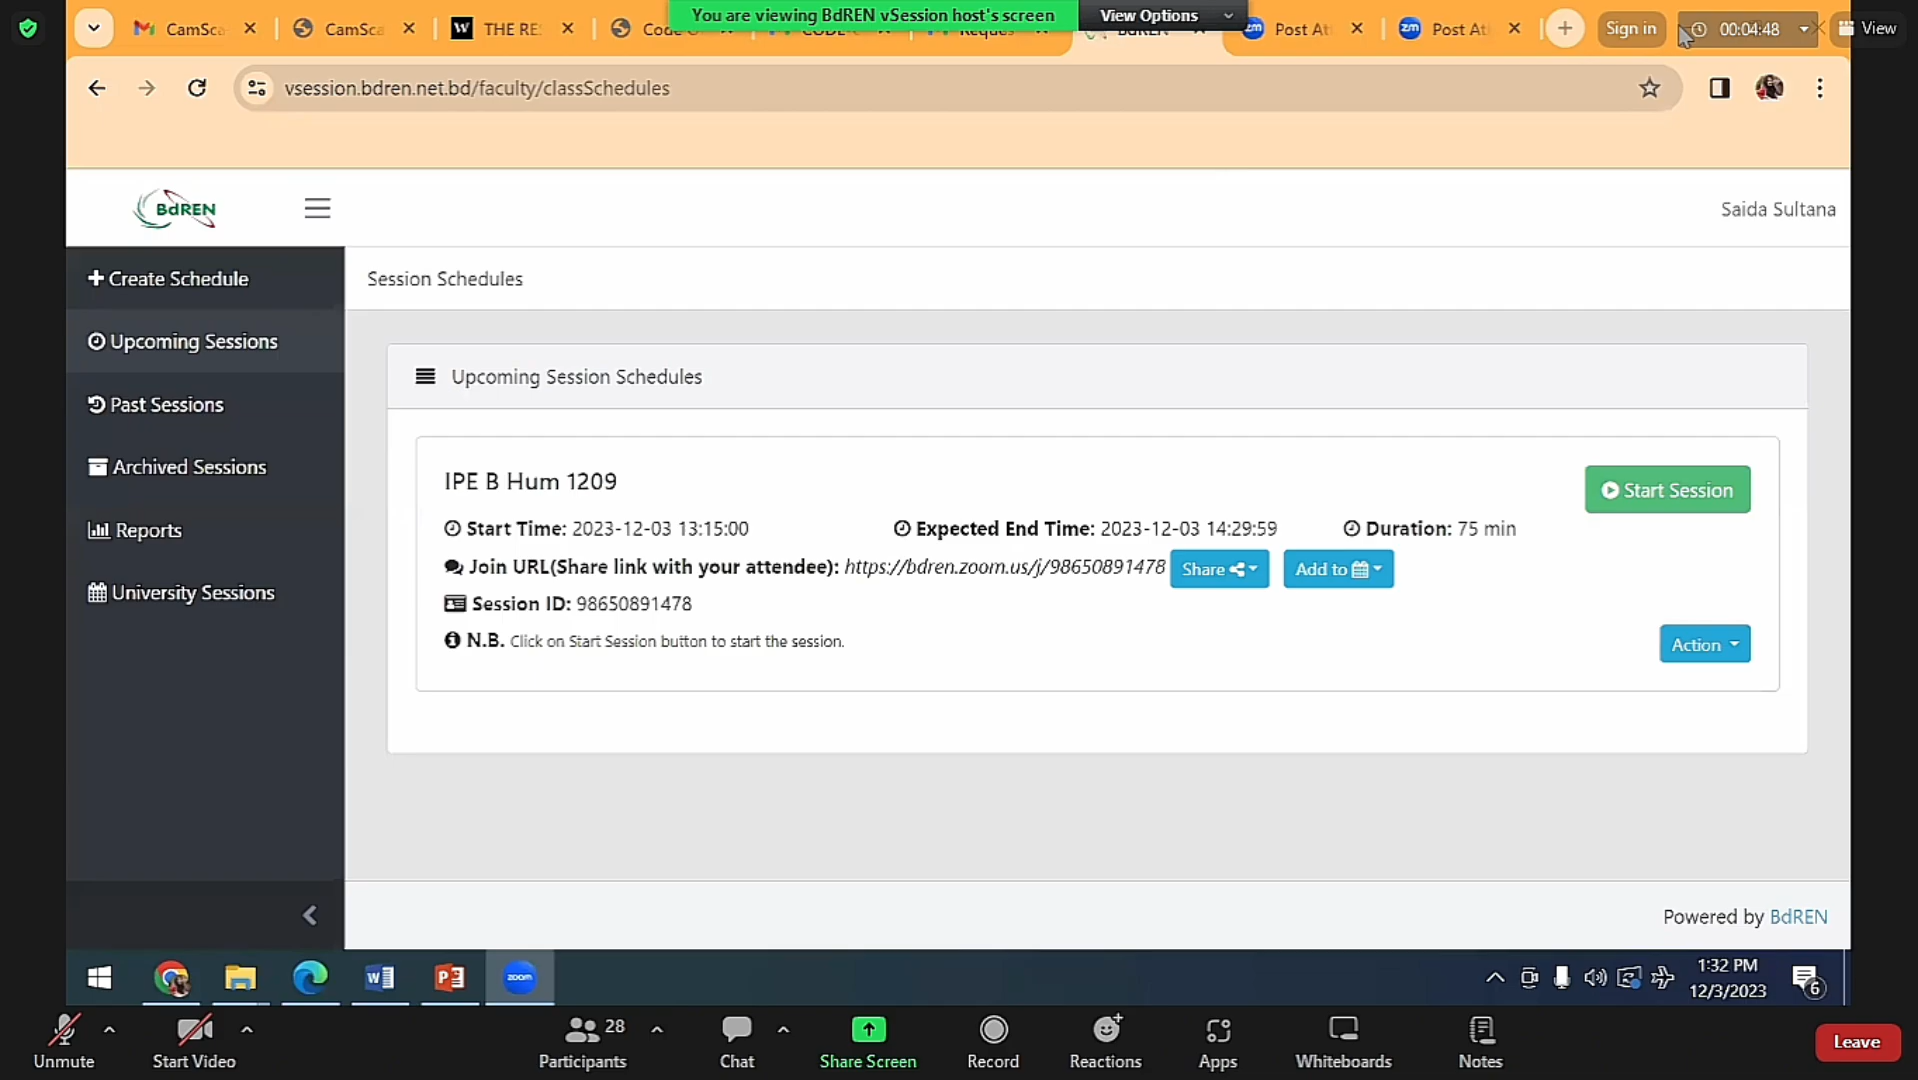 You are viewing BdREN vSession host's screen
View Options
CamSca
CamSca
W
THE RE
Code
BdREN
zm
Post At
zm
Post At
Sign in
00:04:48
View
vsession.bdren.net.bd/faculty/classSchedules
BdREN
Saida Sultana
Create Schedule
Session Schedules
Upcoming Sessions
Upcoming Session Schedules
Past Sessions
Archived Sessions
Reports
University Sessions
IPE B Hum 1209
Start Session
Start Time: 2023-12-03 13:15:00
Expected End Time: 2023-12-03 14:29:59
Duration: 75 min
Join URL(Share link with your attendee): https://bdren.zoom.us/j/98650891478
Share
Add to
Session ID: 98650891478
N.B. Click on Start Session button to start the session.
Action
Powered by BdREN
zoom
1:32 PM
12/3/2023
6
28
Unmute
Start Video
Participants
Chat
Share Screen
Record
Reactions
Apps
Whiteboards
Notes
Leave